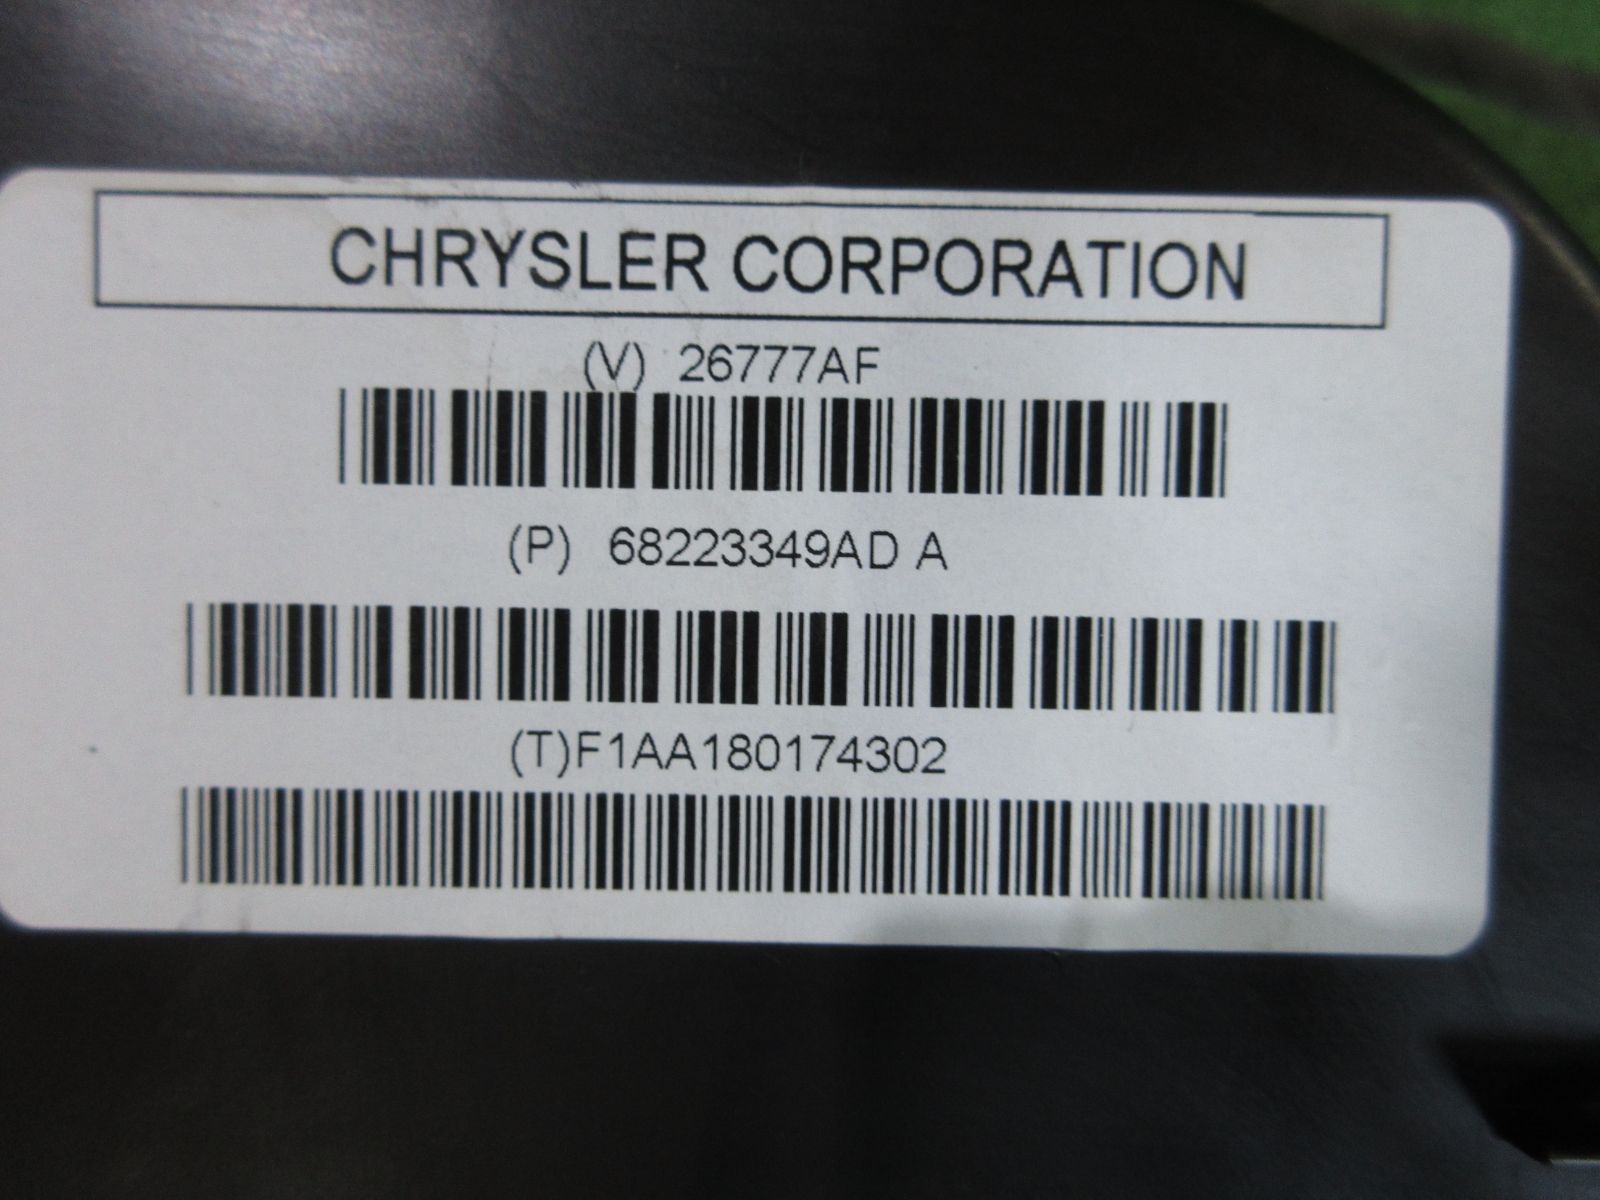 CHRYSLER CORPORATION
(V) 26777AF
(P) 68223349AD A
(T)F1AA180174302